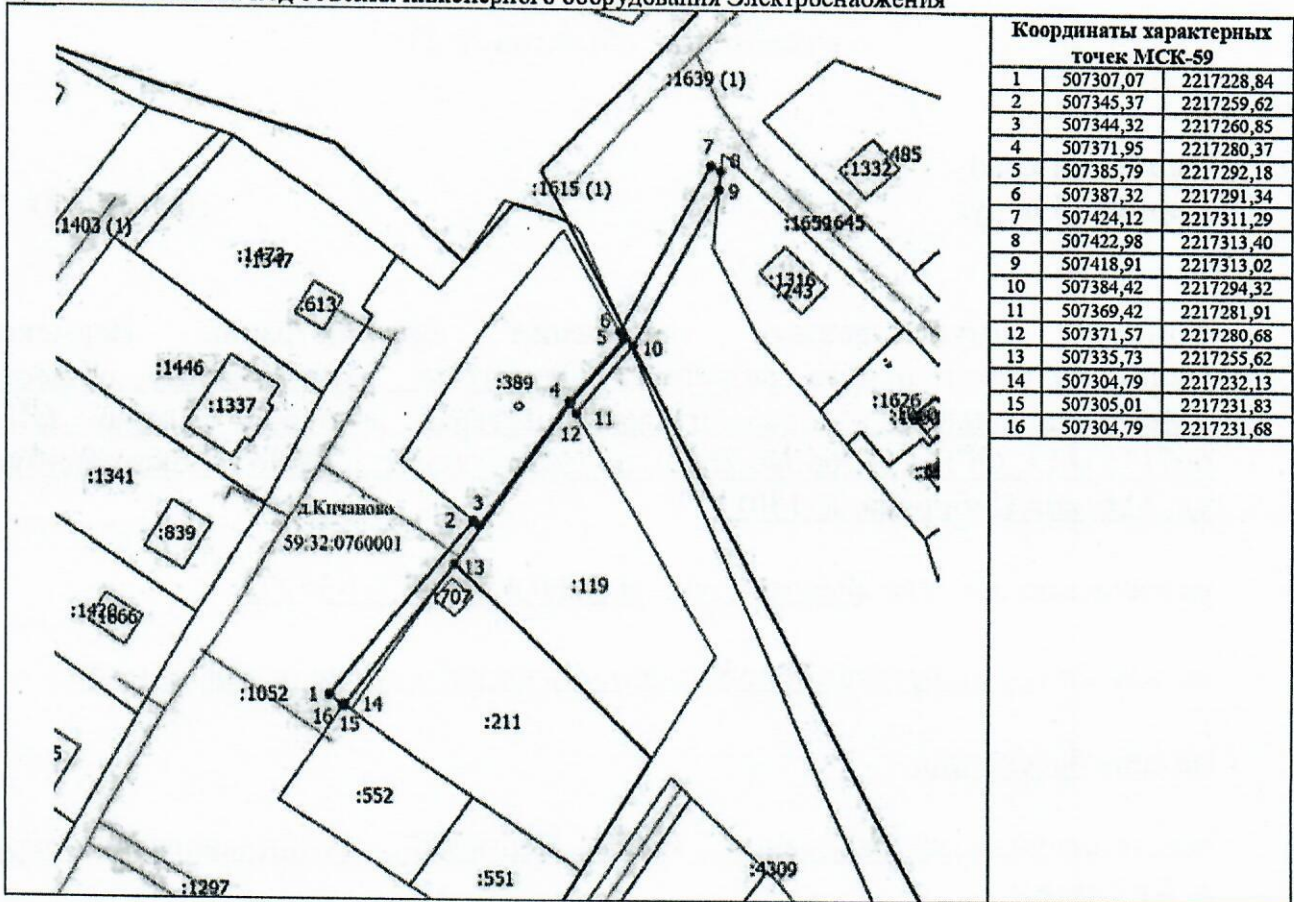 инженерного оборудования Электроснабжения
Координаты характерных
точек МСК-59
1 507307,07 2217228,84
2 507345,37 2217259,62
3 507344,32 2217260,85
4 507371,95 2217280,37
5 507385,79 2217292,18
6 507387,32 2217291,34
7 507424,12 2217311,29
8 507422,98 2217313,40
9 507418,91 2217313,02
10 507384,42 2217294,32
11 507369,42 2217281,91
12 507371,57 2217280,68
13 507335,73 2217255,62
14 507304,79 2217232,13
15 507305,01 2217231,83
16 507304,79 2217231,68
:1639 (1)
7
8
:485
:1332
9
:1615 (1)
:1645
:1403 (1)
:1316
:613
6
5
10
:1446
:389
4
11
:1337
12
:1626
:1341
3
2
д.Кичаново
:839
59:32:0760001
13
:119
:707
:1052
1
14
16
15
:211
:552
:551
:4309
:1297